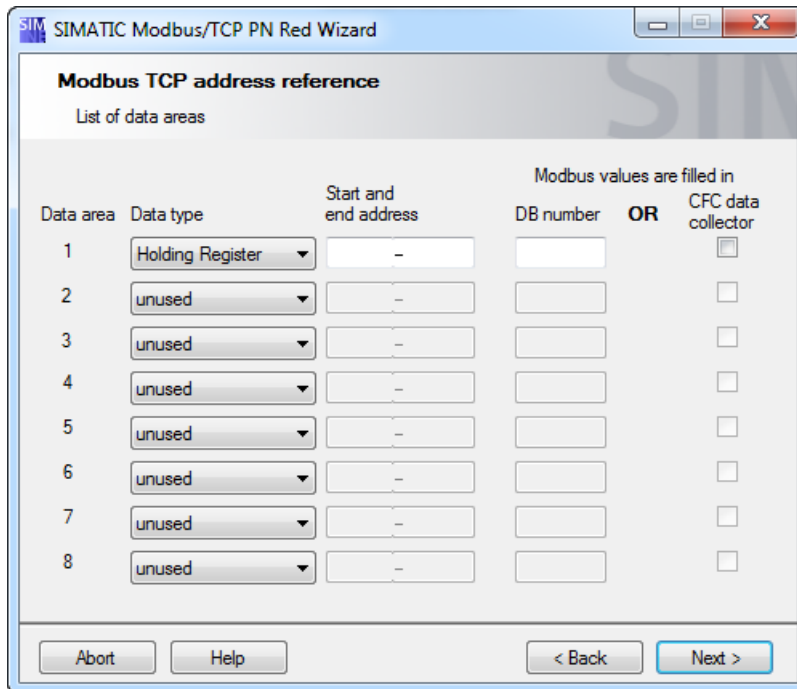 SIMATIC Modbus/TCP PN Red Wizard
Modbus TCP address reference
List of data areas
Modbus values are filled in
Data area Data type Start and end address DB number OR CFC data collector
1 Holding Register –
2 unused –
3 unused –
4 unused –
5 unused –
6 unused –
7 unused –
8 unused –
Abort Help < Back Next >